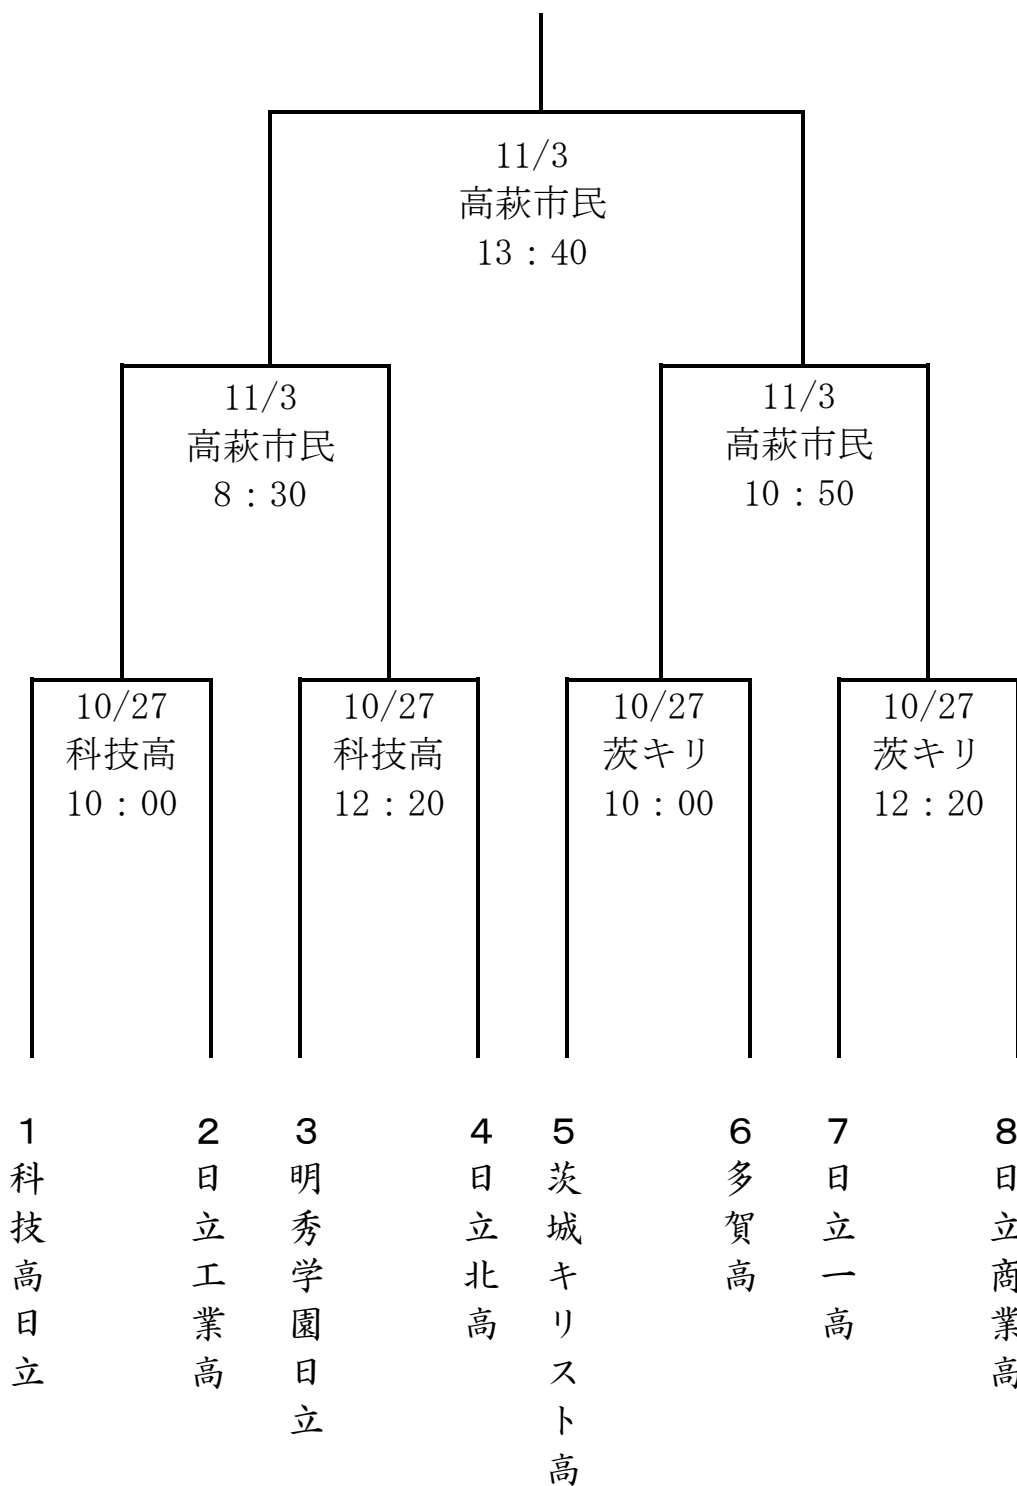 11/3
高萩市民
13：40
11/3
高萩市民
8：30
11/3
高萩市民
10：50
10/27
科技高
10：00
10/27
科技高
12：20
10/27
茨キリ
10：00
10/27
茨キリ
12：20
1
科技高日立
2
日立工業高
3
明秀学園日立
4
日立北高
5
茨城キリスト高
6
多賀高
7
日立一高
8
日立商業高